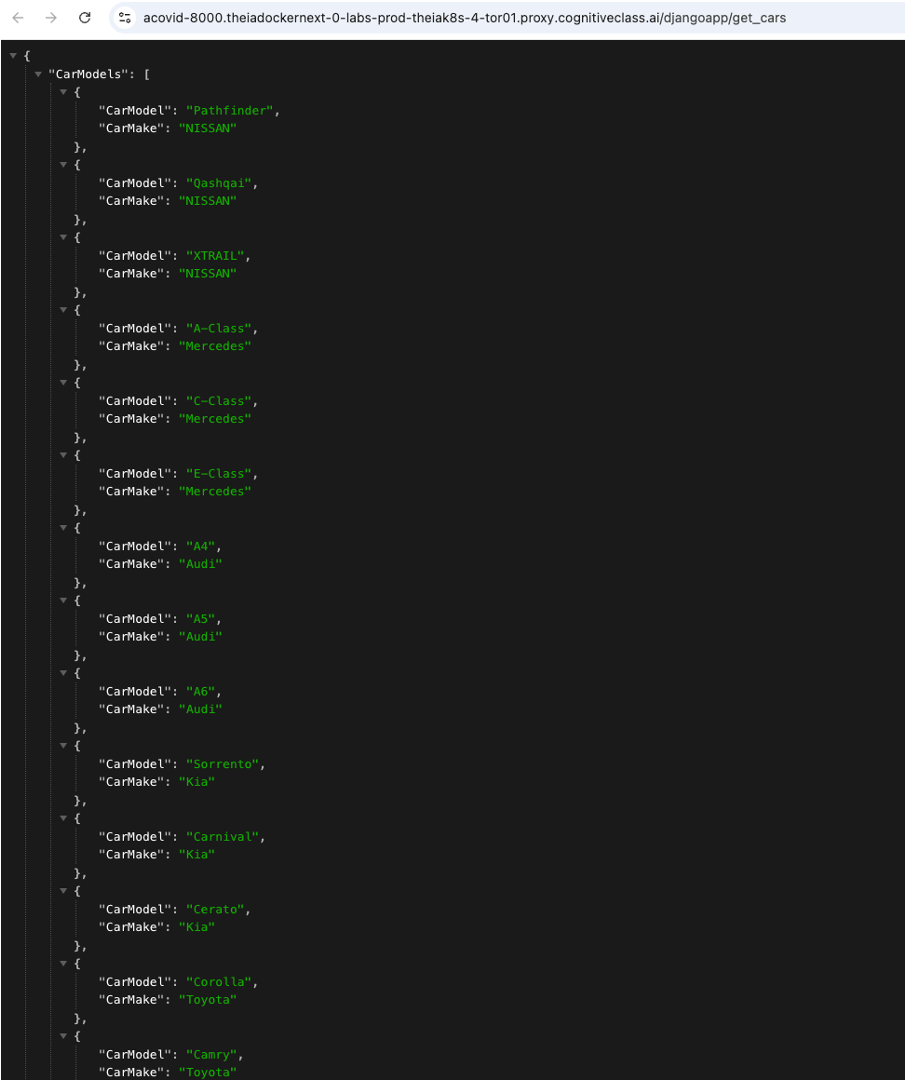 acovid-8000.theiadockernext-0-labs-prod-theiak8s-4-tor01.proxy.cognitiveclass.ai/djangoapp/get_cars
{
"CarModels": [
{
"CarModel": "Pathfinder",
"CarMake": "NISSAN"
},
{
"CarModel": "Qashqai",
"CarMake": "NISSAN"
},
{
"CarModel": "XTRAIL",
"CarMake": "NISSAN"
},
{
"CarModel": "A-Class",
"CarMake": "Mercedes"
},
{
"CarModel": "C-Class",
"CarMake": "Mercedes"
},
{
"CarModel": "E-Class",
"CarMake": "Mercedes"
},
{
"CarModel": "A4",
"CarMake": "Audi"
},
{
"CarModel": "A5",
"CarMake": "Audi"
},
{
"CarModel": "A6",
"CarMake": "Audi"
},
{
"CarModel": "Sorrento",
"CarMake": "Kia"
},
{
"CarModel": "Carnival",
"CarMake": "Kia"
},
{
"CarModel": "Cerato",
"CarMake": "Kia"
},
{
"CarModel": "Corolla",
"CarMake": "Toyota"
},
{
"CarModel": "Camry",
"CarMake": "Toyota"